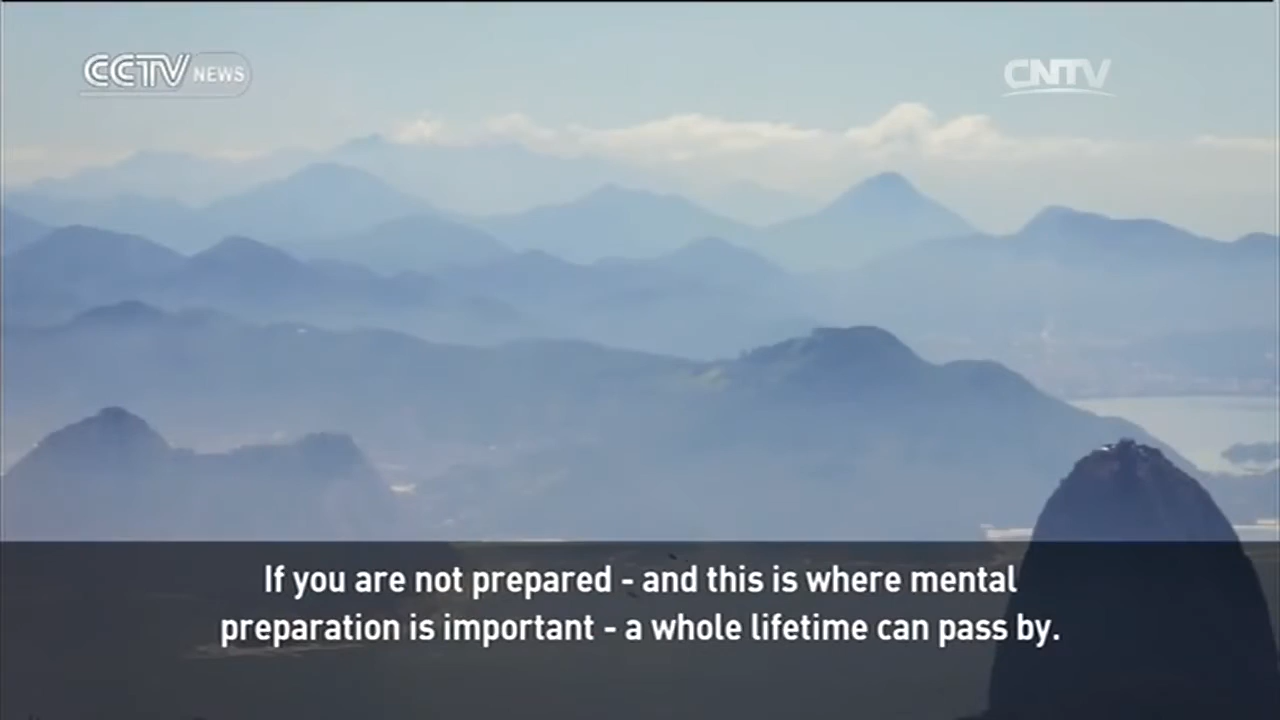 CCTV NEWS
CNTV
If you are not prepared - and this is where mental
preparation is important - a whole lifetime can pass by.